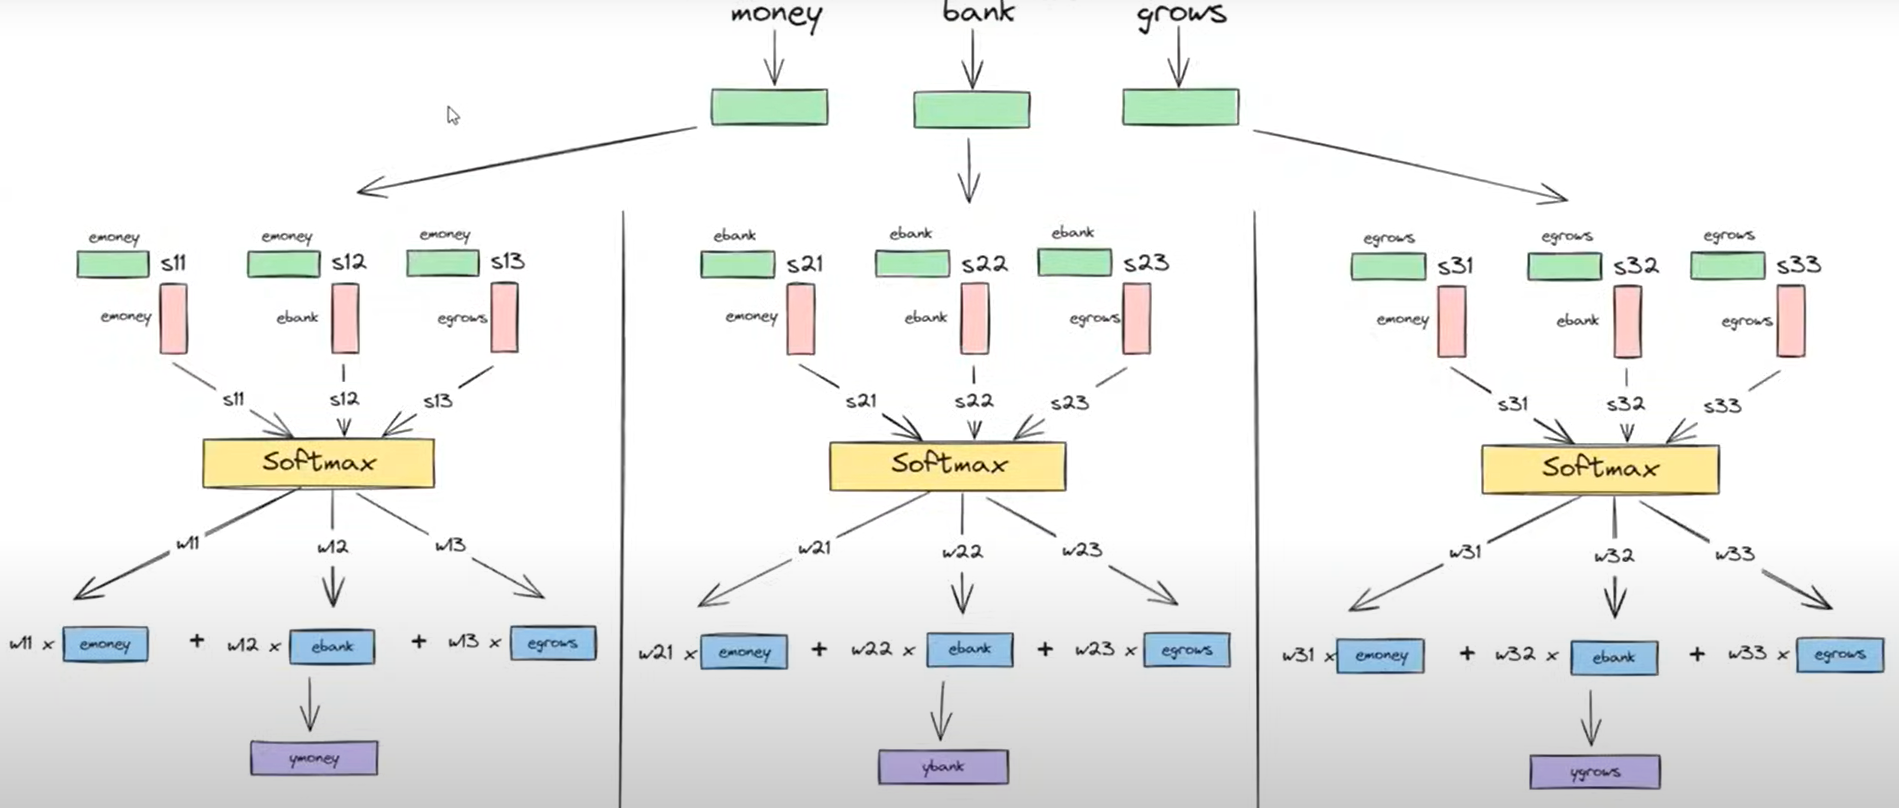 money bank grows
emoney emoney emoney ebank ebank ebank egrows egrows egrows
s11 s12 s13 s21 s22 s23 s31 s32 s33
emoney ebank egrows emoney ebank egrows emoney ebank egrows
s11 s12 s13 s21 s22 s23 s31 s32 s33
Softmax Softmax Softmax
w11 w12 w13 w21 w22 w23 w31 w32 w33
w11 x emoney + w12 x ebank + w13 x egrows w21 x emoney + w22 x ebank + w23 x egrows w31 x emoney + w32 x ebank + w33 x egrows
ymoney ybank ygrows